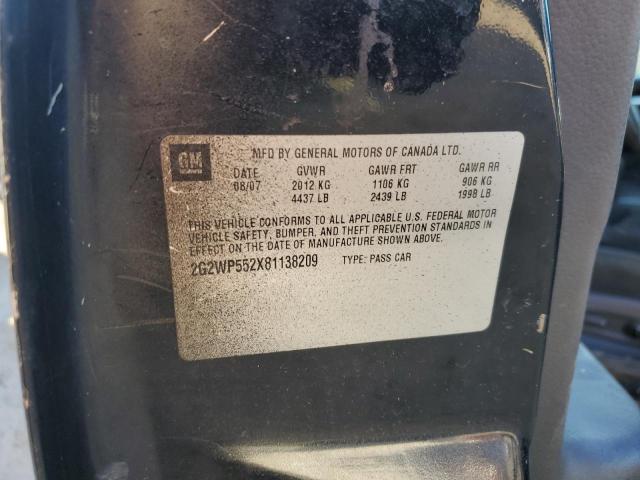 GM
MFD BY GENERAL MOTORS OF CANADA LTD.
DATE GVWR GAWR FRT GAWR RR
08/07 2012 KG 1106 KG 906 KG
4437 LB 2439 LB 1998 LB
THIS VEHICLE CONFORMS TO ALL APPLICABLE U.S. FEDERAL MOTOR
VEHICLE SAFETY, BUMPER, AND THEFT PREVENTION STANDARDS IN
EFFECT ON THE DATE OF MANUFACTURE SHOWN ABOVE.
2G2WP552X81138209 TYPE: PASS CAR